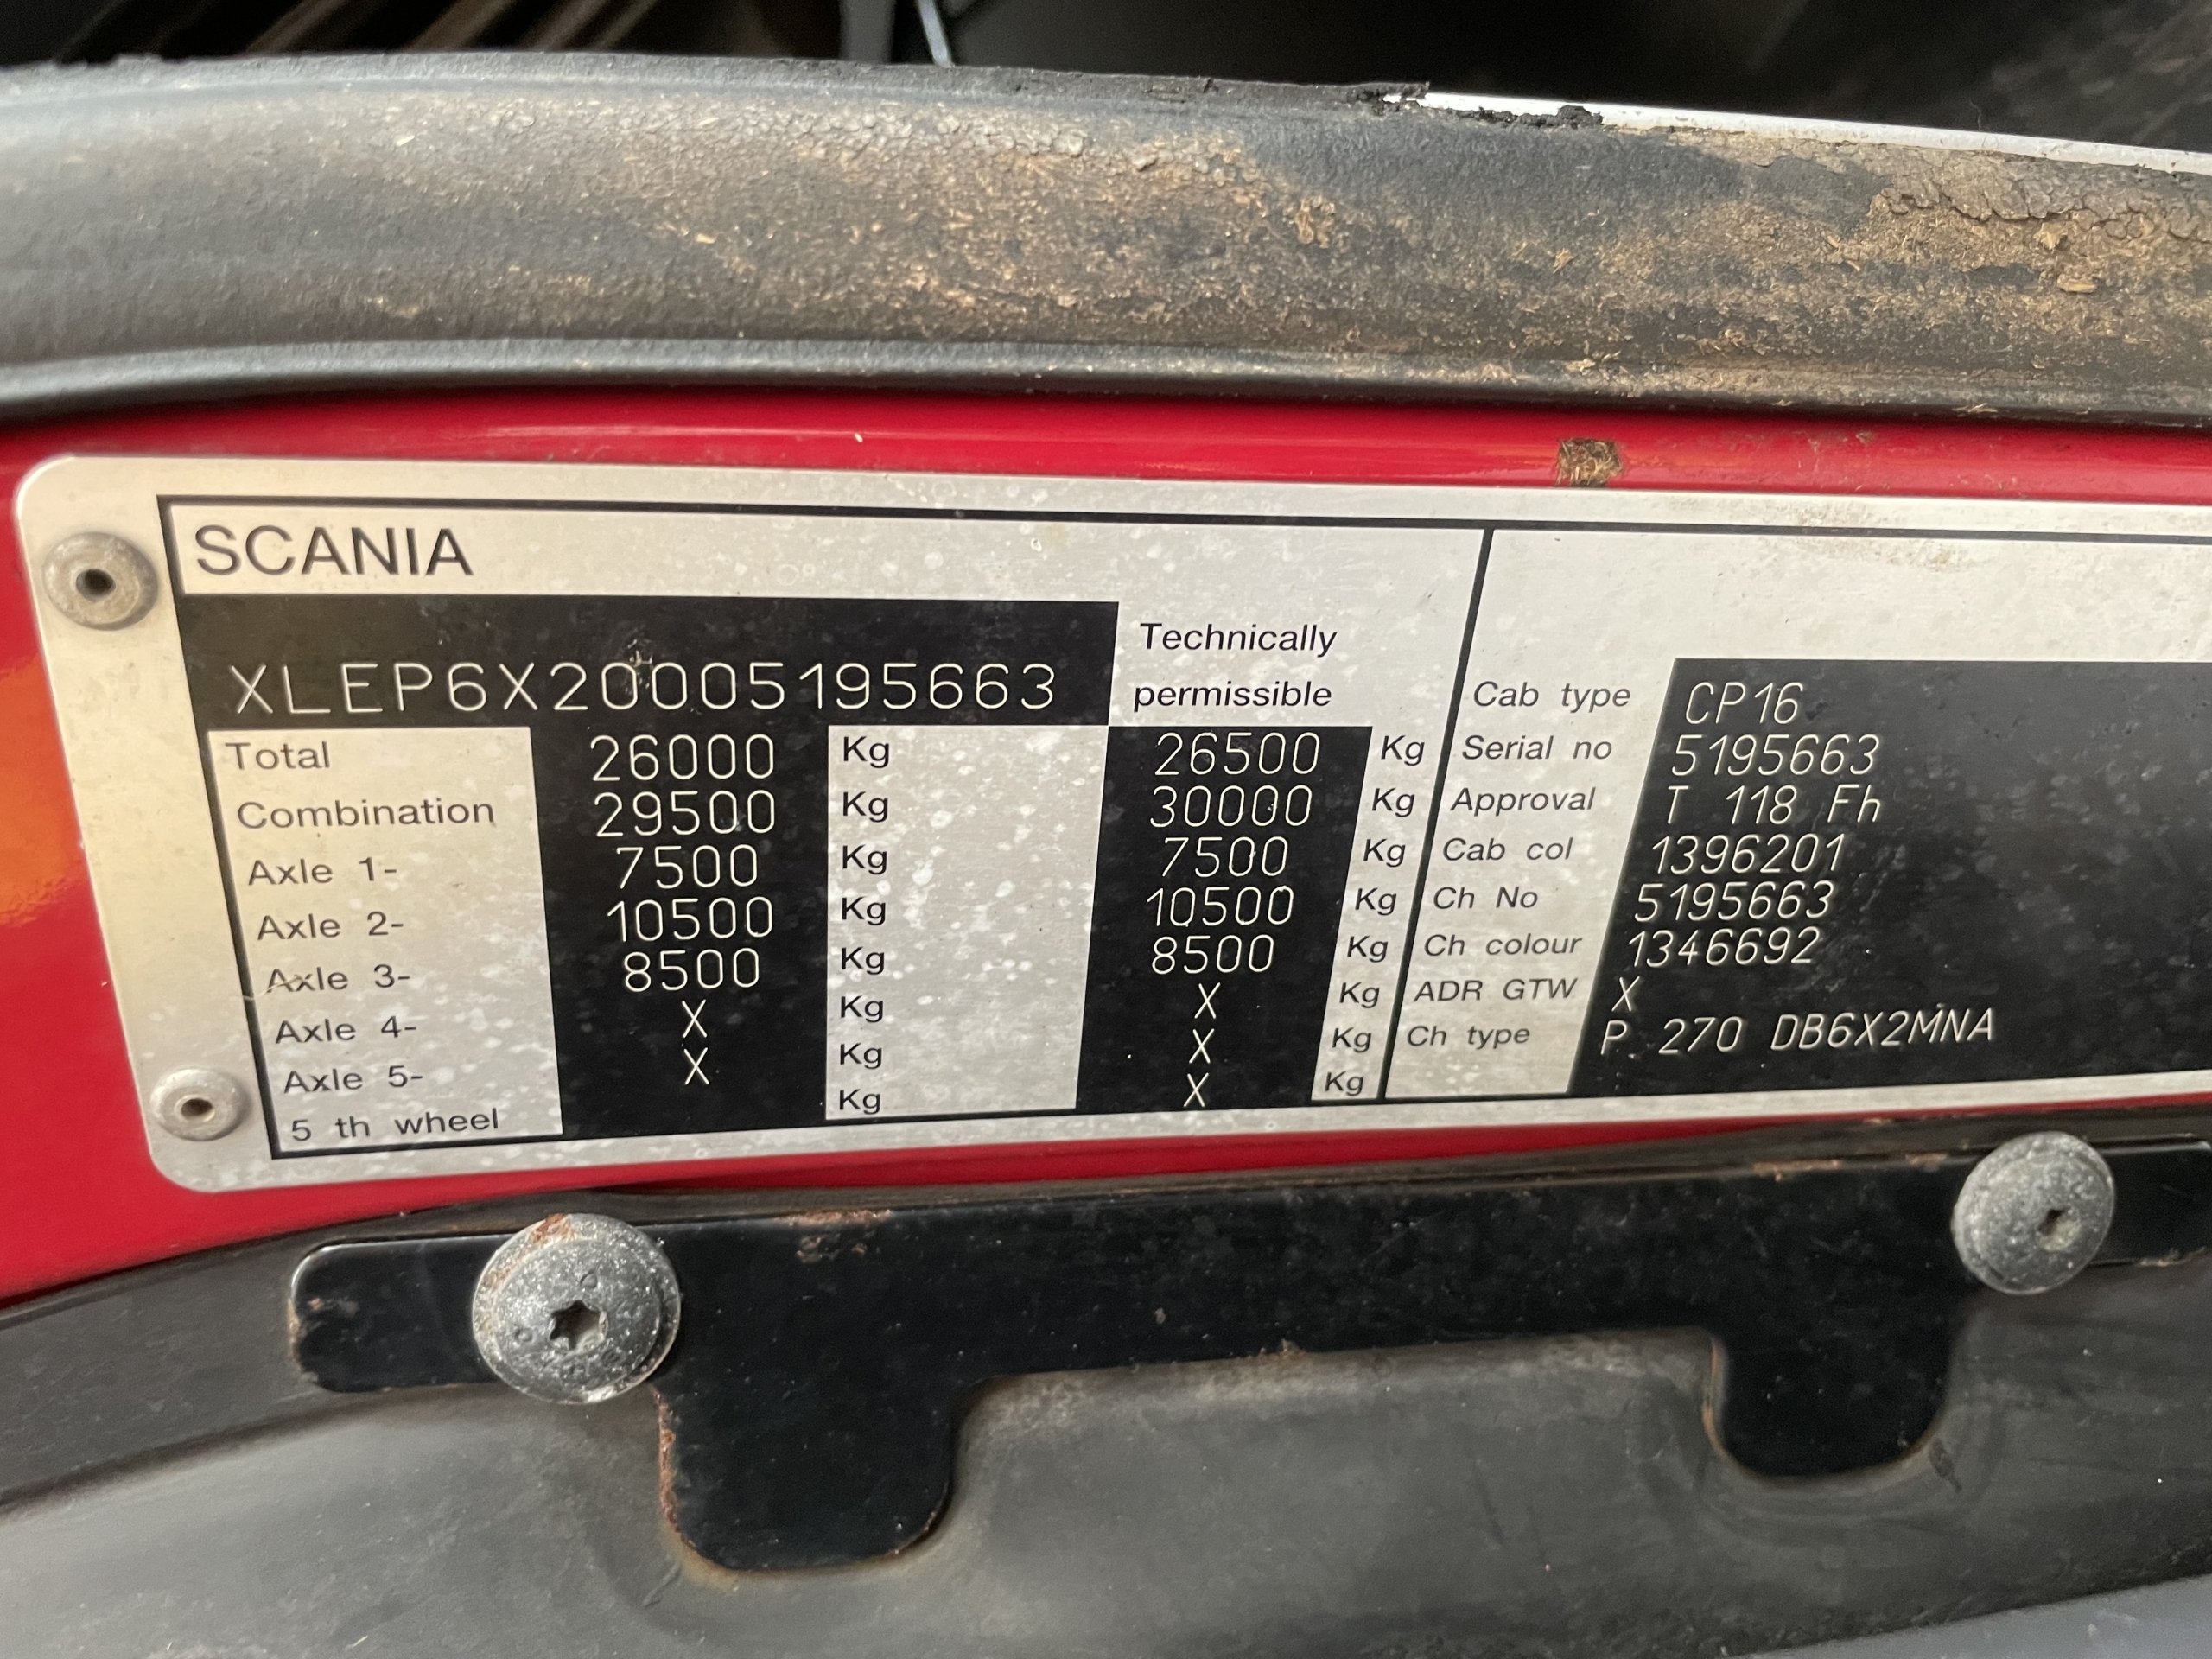 SCANIA
XLEP6X20005195663
Technically
permissible
Total 26000 Kg 26500 Kg
Combination 29500 Kg 30000 Kg
Axle 1- 7500 Kg 7500 Kg
Axle 2- 10500 Kg 10500 Kg
Axle 3- 8500 Kg 8500 Kg
Axle 4- X Kg X Kg
Axle 5- X Kg X Kg
5 th wheel Kg X Kg
Cab type CP16
Serial no 5195663
Approval T 118 Fh
Cab col 1396201
Ch No 5195663
Ch colour 1346692
ADR GTW X
Ch type P 270 DB6X2MNA